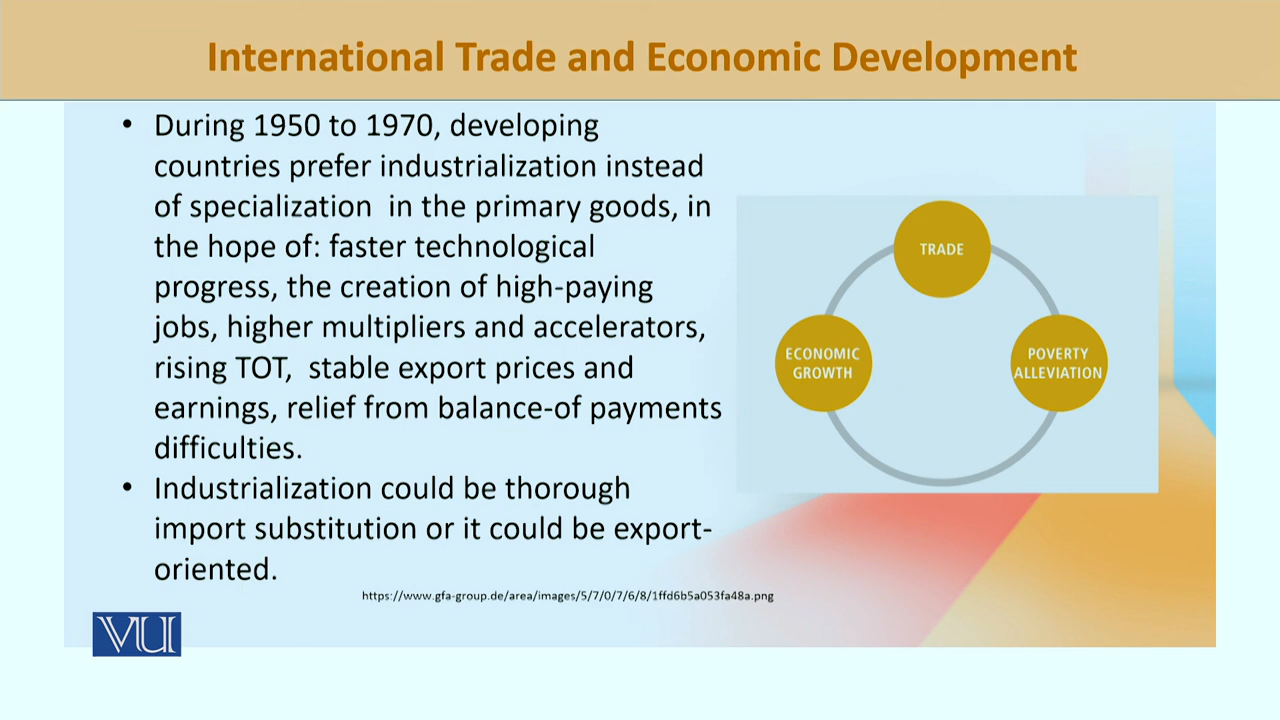 International Trade and Economic Development
• During 1950 to 1970, developing
countries prefer industrialization instead
of specialization in the primary goods, in
the hope of: faster technological
progress, the creation of high-paying
jobs, higher multipliers and accelerators,
rising TOT, stable export prices and
earnings, relief from balance-of payments
difficulties.
• Industrialization could be thorough
import substitution or it could be export-
oriented.
TRADE
ECONOMIC
GROWTH
POVERTY
ALLEVIATION
https://www.gfa-group.de/area/images/5/7/0/7/6/8/1ffd6b5a053fa48a.png
VU